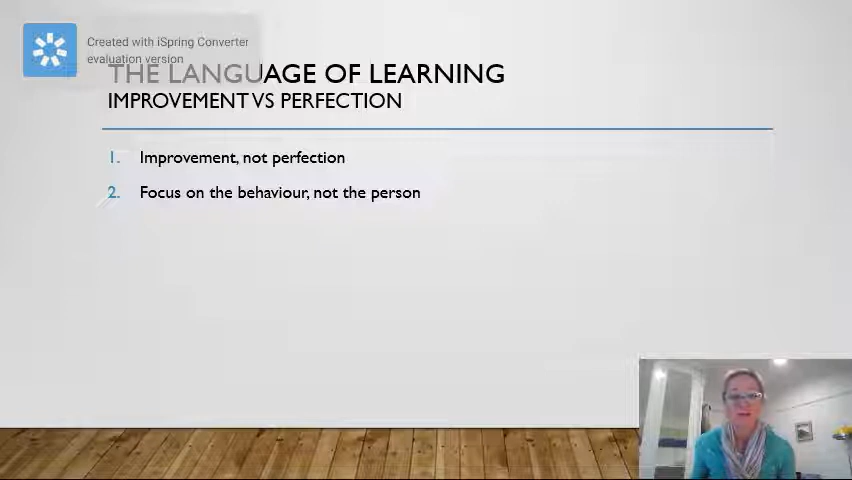 Created with iSpring Converter
evaluation version
THE LANGUAGE OF LEARNING
IMPROVEMENT VS PERFECTION
1. Improvement, not perfection
2. Focus on the behaviour, not the person